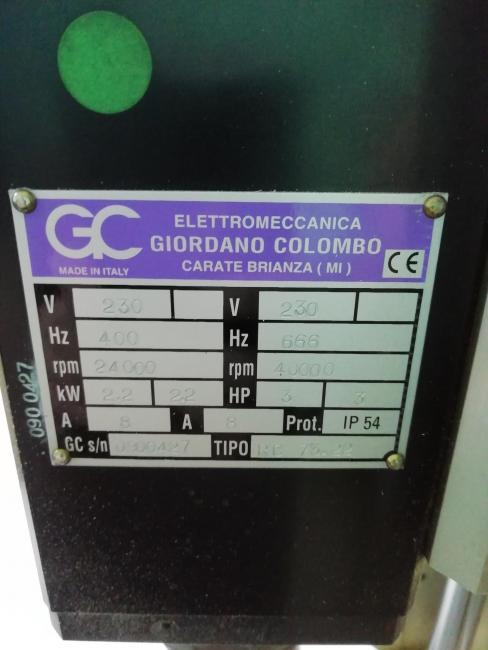 GC
MADE IN ITALY
ELETTROMECCANICA
GIORDANO COLOMBO
CARATE BRIANZA ( MI )
CE
V 230 V 230
Hz 400 Hz 666
rpm 24000 rpm 40000
kW 2.2 2.2 HP 3 3
A 8 A 8 Prot. IP 54
GC s/n 0900427 TIPO 73.22
090 0427